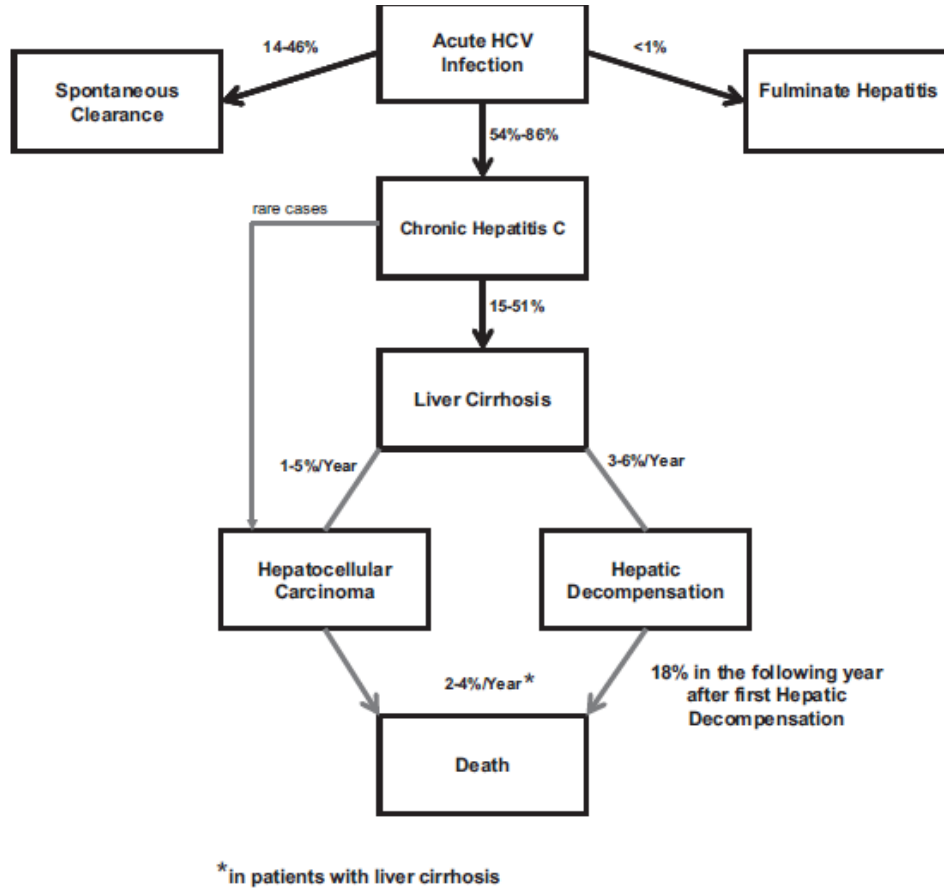 Acute HCV
Infection
14-46%
<1%
Spontaneous
Clearance
Fulminate Hepatitis
54%-86%
rare cases
Chronic Hepatitis C
15-51%
Liver Cirrhosis
1-5%/Year
3-6%/Year
Hepatocellular
Carcinoma
Hepatic
Decompensation
2-4%/Year*
18% in the following year
after first Hepatic
Decompensation
Death
*in patients with liver cirrhosis